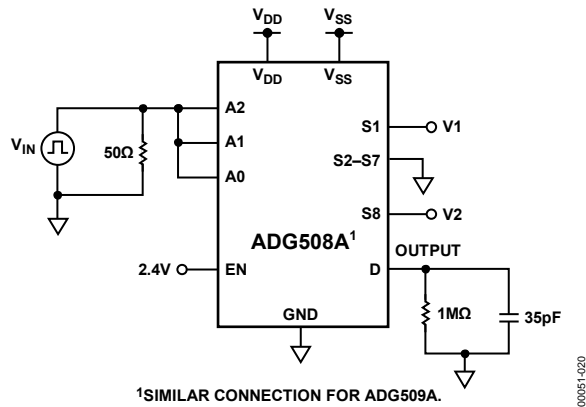 VDD VSS
VDD VSS
A2
S1 V1
VIN
50Ω
A1
S2–S7
A0
S8 V2
ADG508A1
OUTPUT
2.4V EN
D
1MΩ 35pF
GND
1SIMILAR CONNECTION FOR ADG509A.
00051-020